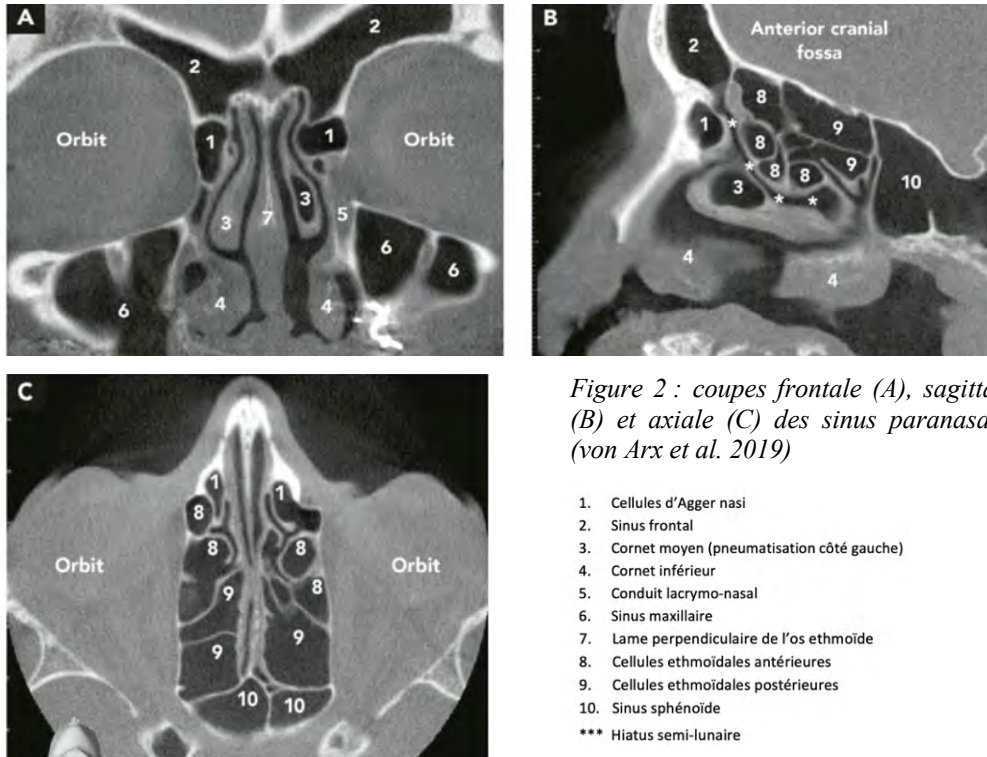 A
2
2
Orbit
Orbit
1
1
3
3
7
5
6
6
6
4
4
B
Anterior cranial
fossa
2
8
1
*
8
9
*
8
8
9
10
3
*
*
4
4
C
1
1
8
8
8
8
Orbit
Orbit
9
9
9
10
10
Figure 2 : coupes frontale (A), sagitta
(B) et axiale (C) des sinus paranasa
(von Arx et al. 2019)
1. Cellules d'Agger nasi
2. Sinus frontal
3. Cornet moyen (pneumatisation côté gauche)
4. Cornet inférieur
5. Conduit lacrymo-nasal
6. Sinus maxillaire
7. Lame perpendiculaire de l'os ethmoïde
8. Cellules ethmoïdales antérieures
9. Cellules ethmoïdales postérieures
10. Sinus sphénoïde
*** Hiatus semi-lunaire